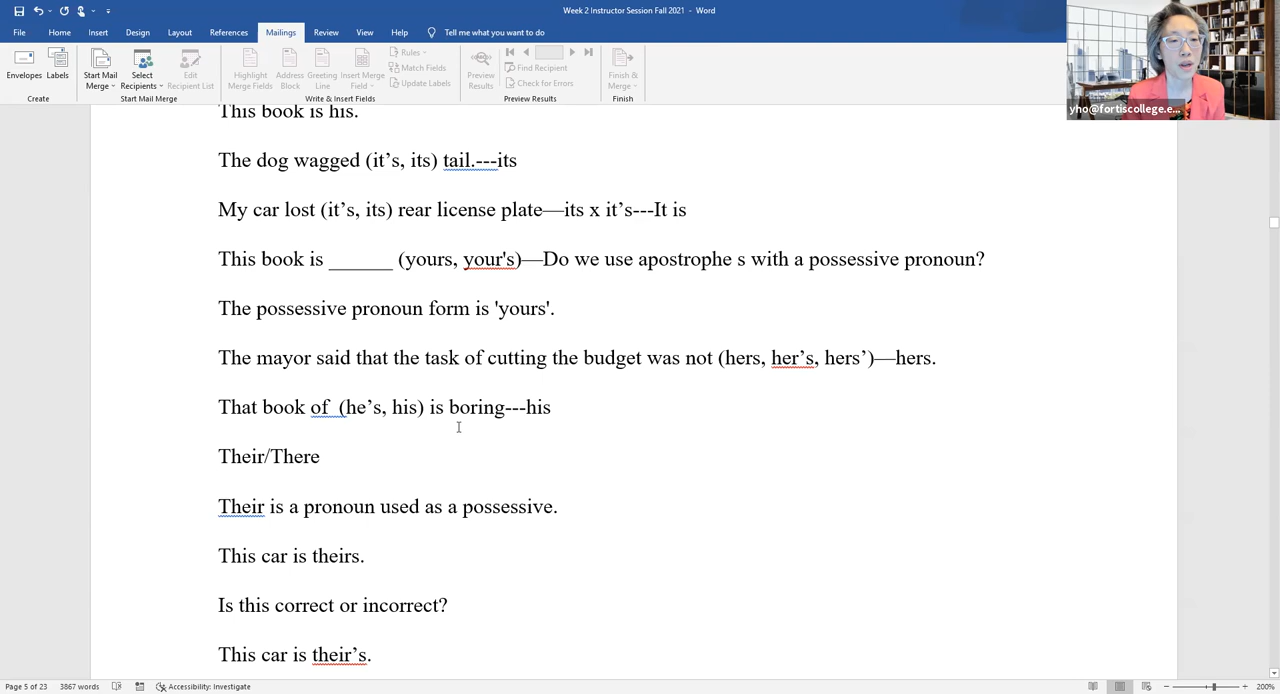 Week 2 Instructor Session Fall 2021 - Word
File Home Insert Design Layout References Mailings Review View Help Tell me what you want to do
Envelopes Labels
Create
Start Mail Merge
Select Recipients
Edit Recipient List
Start Mail Merge
Highlight Merge Fields
Address Block
Greeting Line
Insert Merge Field
Rules
Match Fields
Update Labels
Write & Insert Fields
Preview Results
Find Recipient
Check for Errors
Preview Results
Finish & Merge
Finish
yho@fortiscollege.e...
This book is his.
The dog wagged (it’s, its) tail.---its
My car lost (it’s, its) rear license plate—its x it’s---It is
This book is ______ (yours, your's)—Do we use apostrophe s with a possessive pronoun?
The possessive pronoun form is 'yours'.
The mayor said that the task of cutting the budget was not (hers, her’s, hers’)—hers.
That book of  (he’s, his) is boring---his
Their/There
Their is a pronoun used as a possessive.
This car is theirs.
Is this correct or incorrect?
This car is their’s.
Page 5 of 23 3867 words Accessibility: Investigate 200%